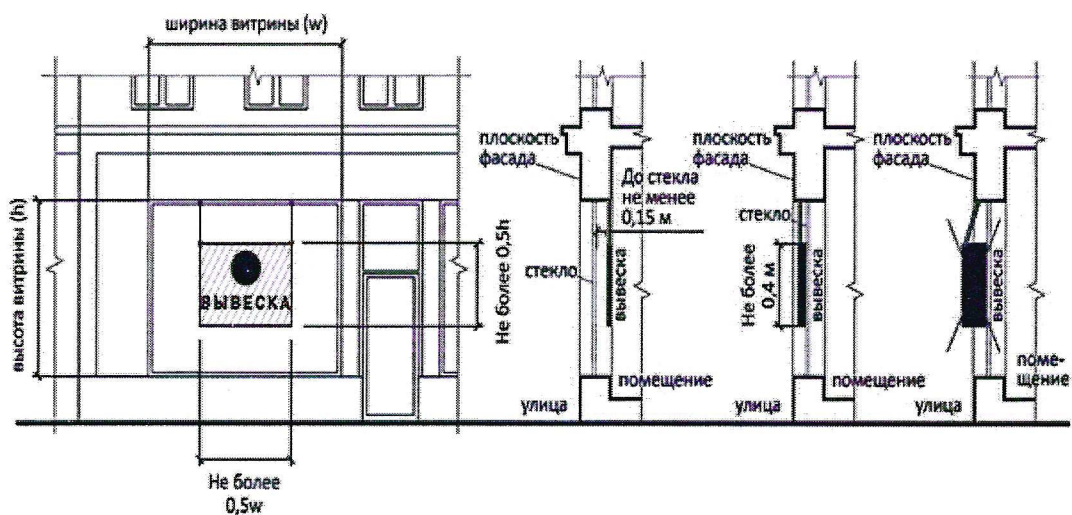 ширина витрины (w)
высота витрины (h)
ВЫВЕСКА
Не более 0,5h
Не более
0,5w
плоскость
фасада
До стекла
не менее
0,15 м
стекло
вывеска
помещение
улица
плоскость
фасада
стекло
Не более
0,4 м
вывеска
помещение
улица
плоскость
фасада
вывеска
поме-
щение
улица